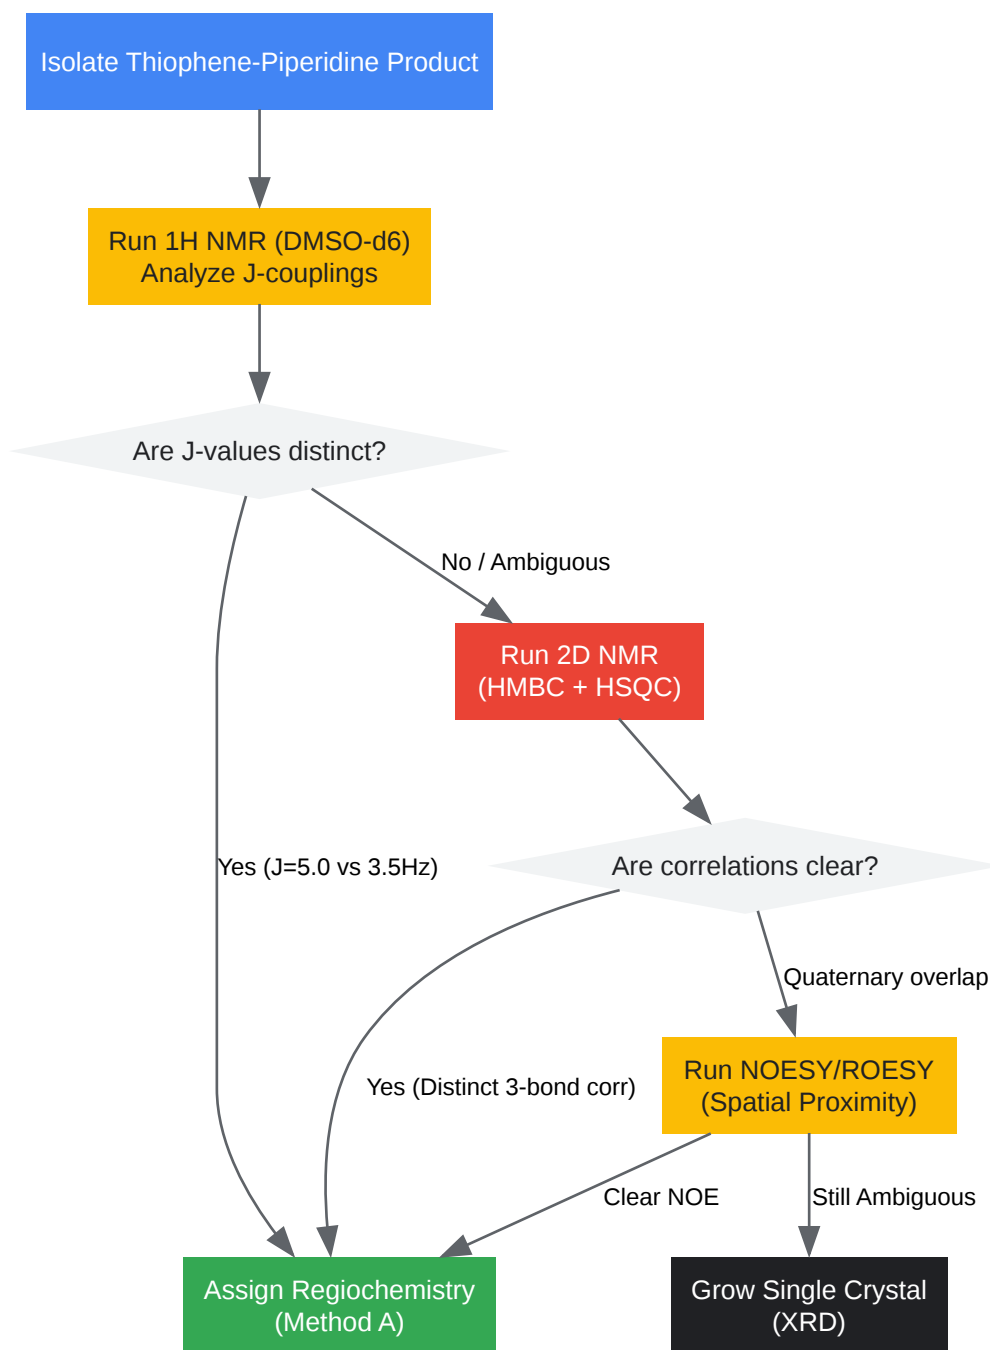 Isolate Thiophene-Piperidine Product
Run 1H NMR (DMSO-d6)
Analyze J-couplings
Are J-values distinct?
No / Ambiguous
Run 2D NMR
(HMBC + HSQC)
Yes (J=5.0 vs 3.5Hz)
Are correlations clear?
Quaternary overlap
Run NOESY/ROESY
(Spatial Proximity)
Yes (Distinct 3-bond corr)
Clear NOE
Still Ambiguous
Assign Regiochemistry
(Method A)
Grow Single Crystal
(XRD)